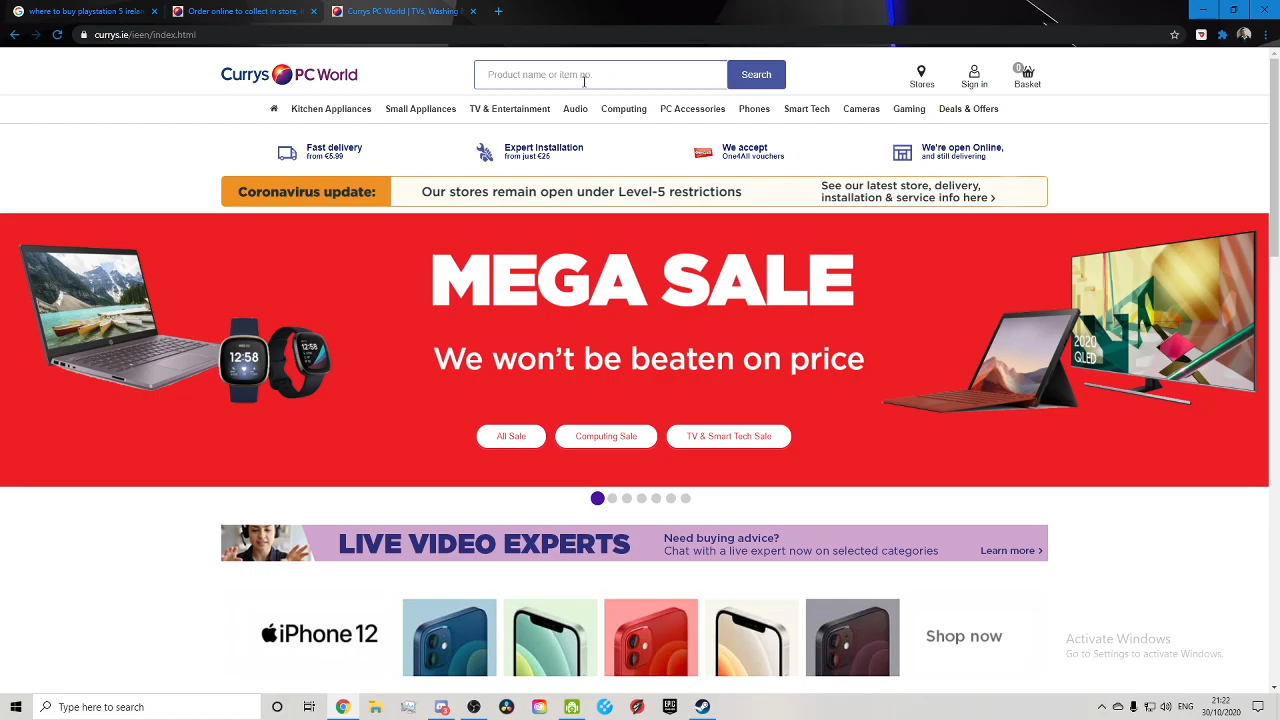 where to buy playstation 5 irela
Order online to collect in store, i
Currys PC World | TVs, Washing
currys.ie/ieen/index.html
Currys PC World
Product name or item no.
Search
Stores
Sign in
0
Basket
Kitchen Appliances
Small Appliances
TV & Entertainment
Audio
Computing
PC Accessories
Phones
Smart Tech
Cameras
Gaming
Deals & Offers
Fast delivery
from €5.99
Expert Installation
from just €25
We accept
One4All vouchers
We're open Online,
and still delivering
Coronavirus update:
Our stores remain open under Level-5 restrictions
See our latest store, delivery,
installation & service info here >
MEGA SALE
We won't be beaten on price
12:58
12:58
2020
QLED
All Sale
Computing Sale
TV & Smart Tech Sale
LIVE VIDEO EXPERTS
Need buying advice?
Chat with a live expert now on selected categories
Learn more >
iPhone 12
Shop now
Activate Windows
Go to Settings to activate Windows.
Type here to search
EPIC
ENG
21:22
30/10/2020